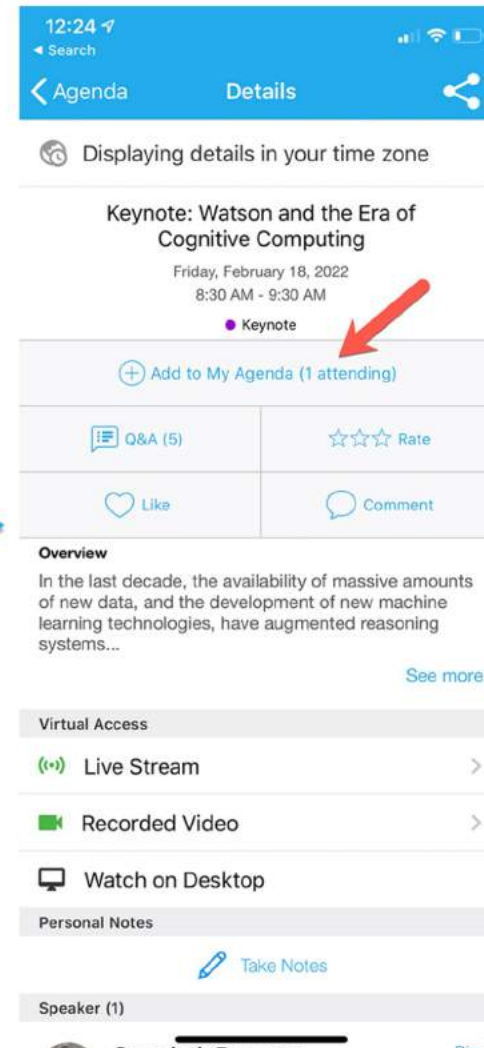 12:24
Search
Agenda
Details
Displaying details in your time zone
Keynote: Watson and the Era of
Cognitive Computing
Friday, February 18, 2022
8:30 AM - 9:30 AM
Keynote
Add to My Agenda (1 attending)
Q&A (5)
Rate
Like
Comment
Overview
In the last decade, the availability of massive amounts
of new data, and the development of new machine
learning technologies, have augmented reasoning
systems...
See more
Virtual Access
Live Stream
Recorded Video
Watch on Desktop
Personal Notes
Take Notes
Speaker (1)